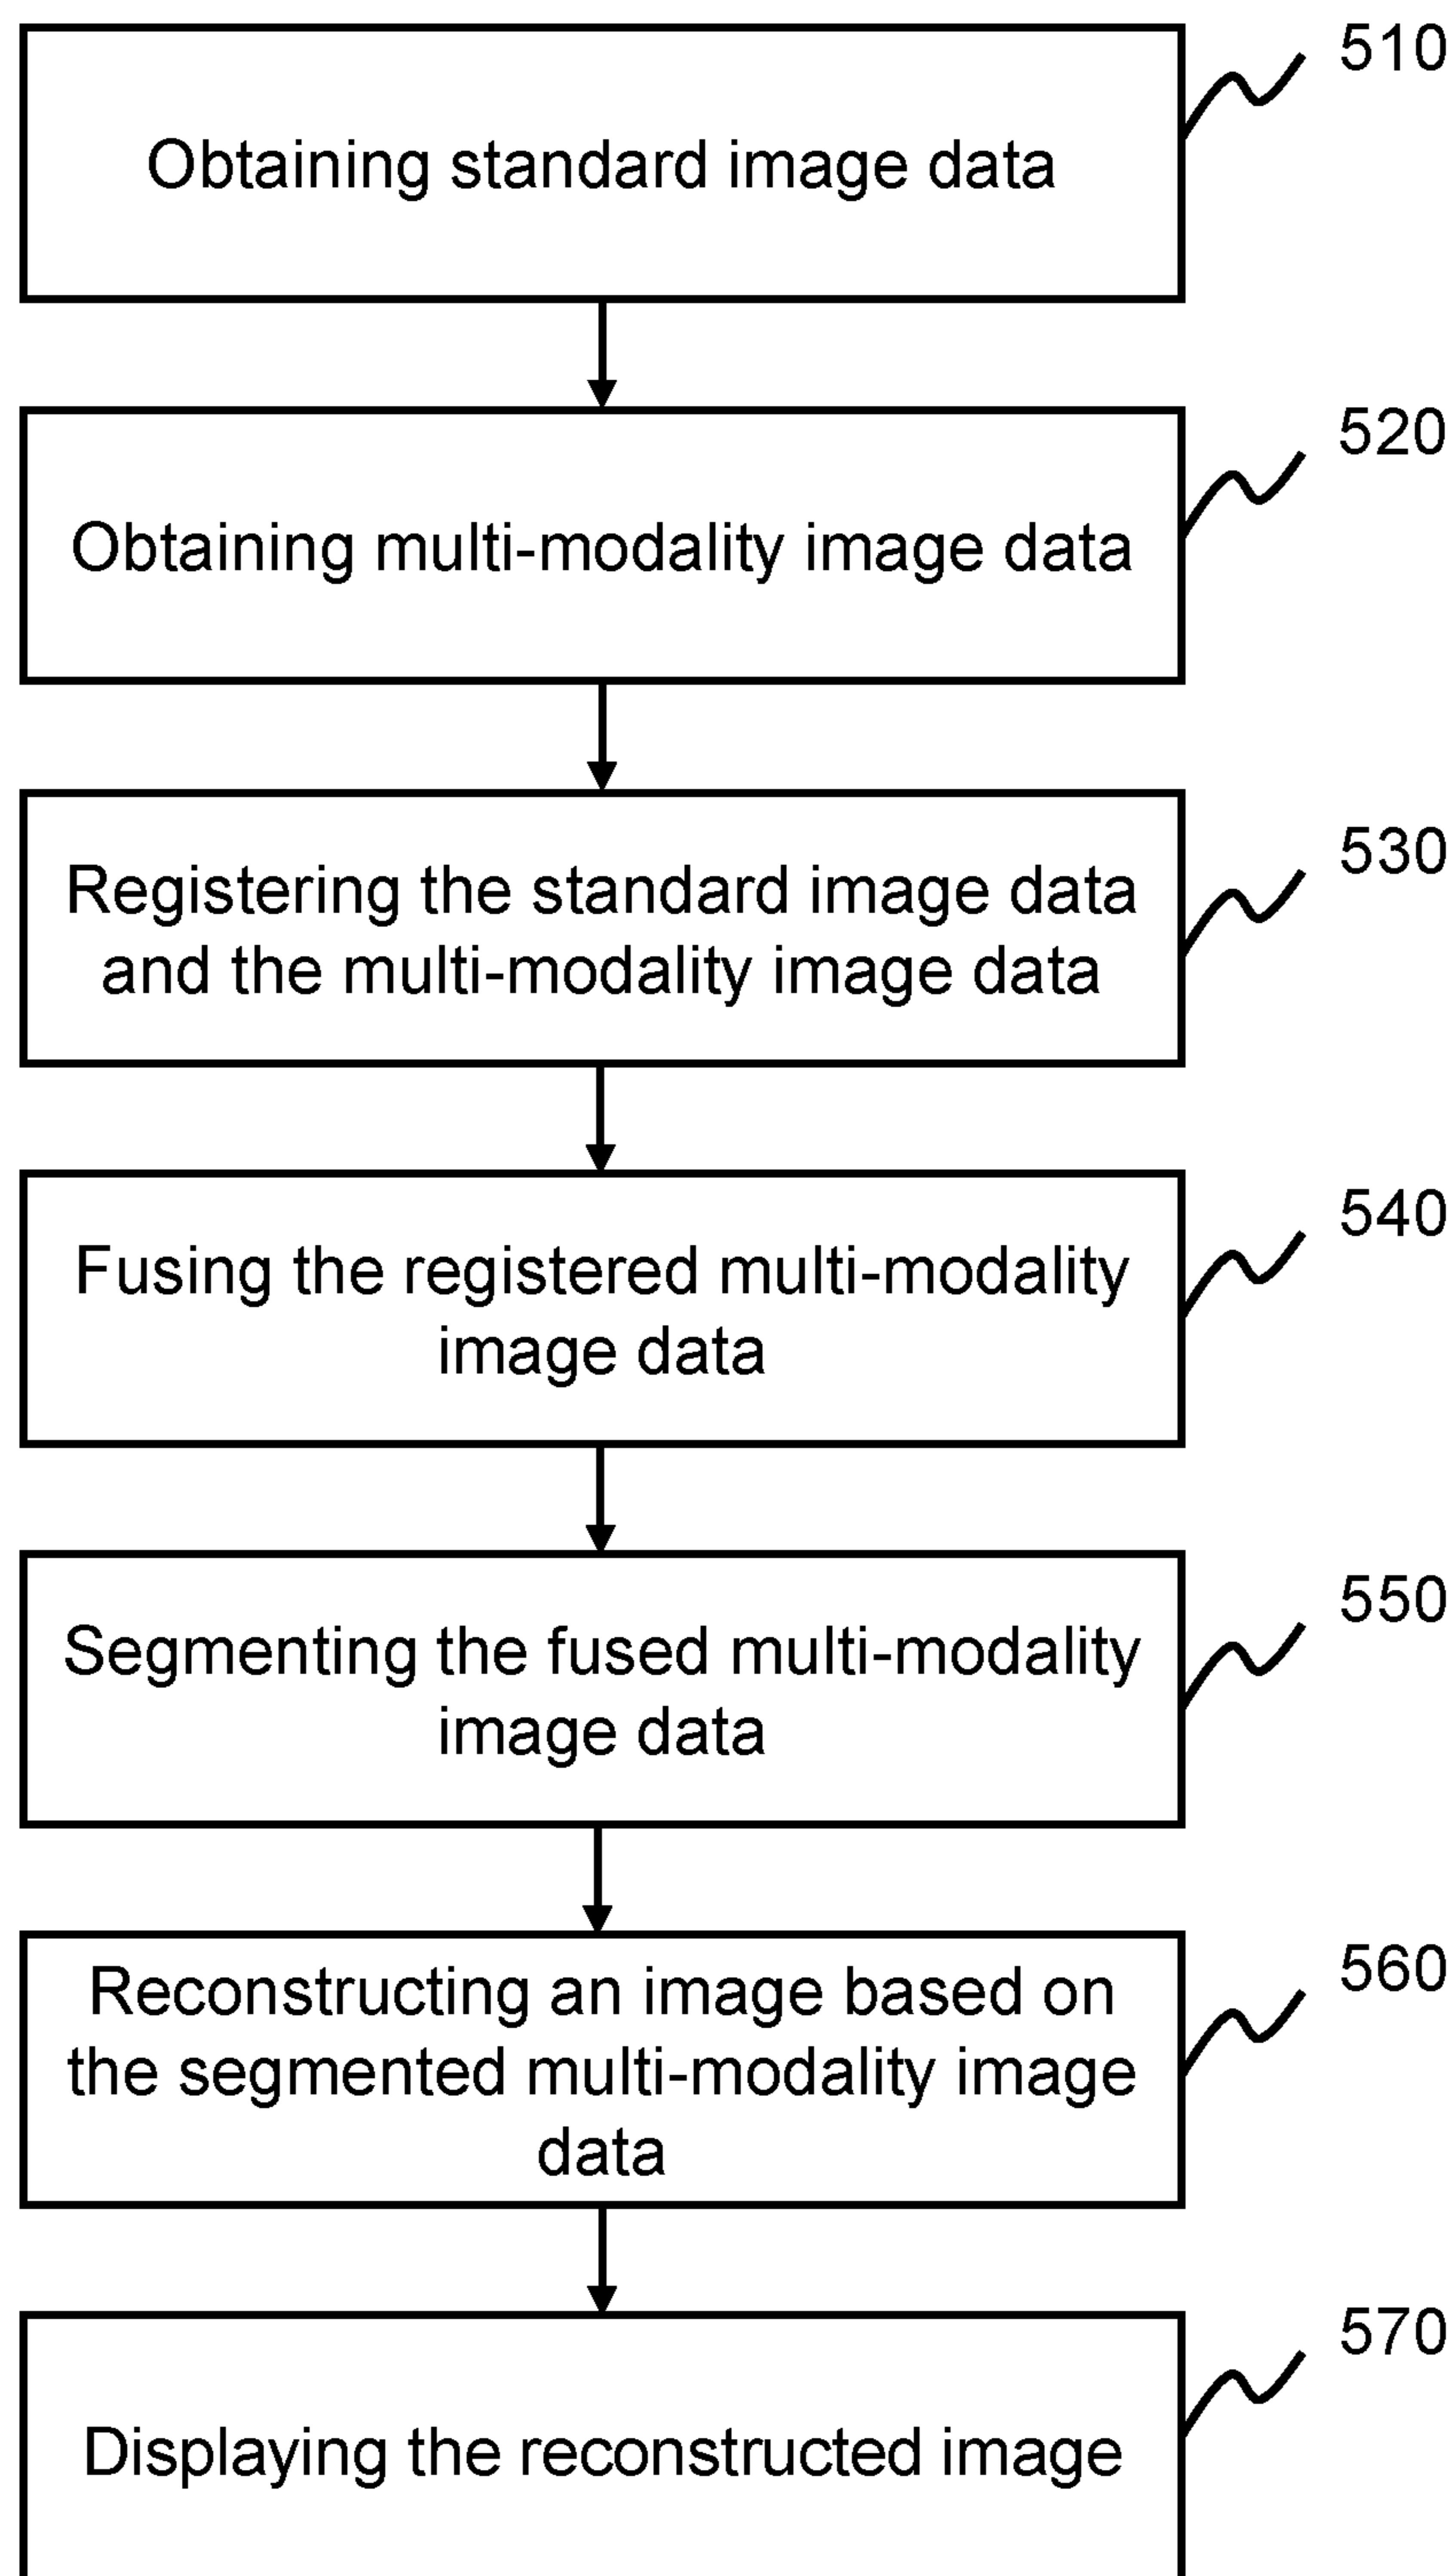 510
Obtaining standard image data
520
Obtaining multi-modality image data
530
Registering the standard image data
and the multi-modality image data
540
Fusing the registered multi-modality
image data
550
Segmenting the fused multi-modality
image data
560
Reconstructing an image based on
the segmented multi-modality image
data
570
Displaying the reconstructed image